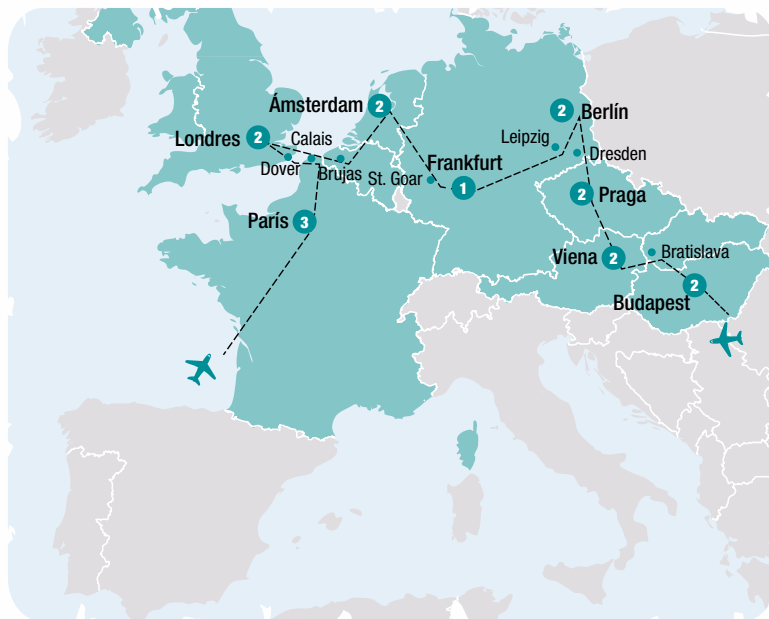 Ámsterdam 2
2 Berlín
Londres 2
Calais
Leipzig
Dover
Brujas
Frankfurt
Dresden
St. Goar
1
2 Praga
París 3
Viena 2
Bratislava
2
Budapest